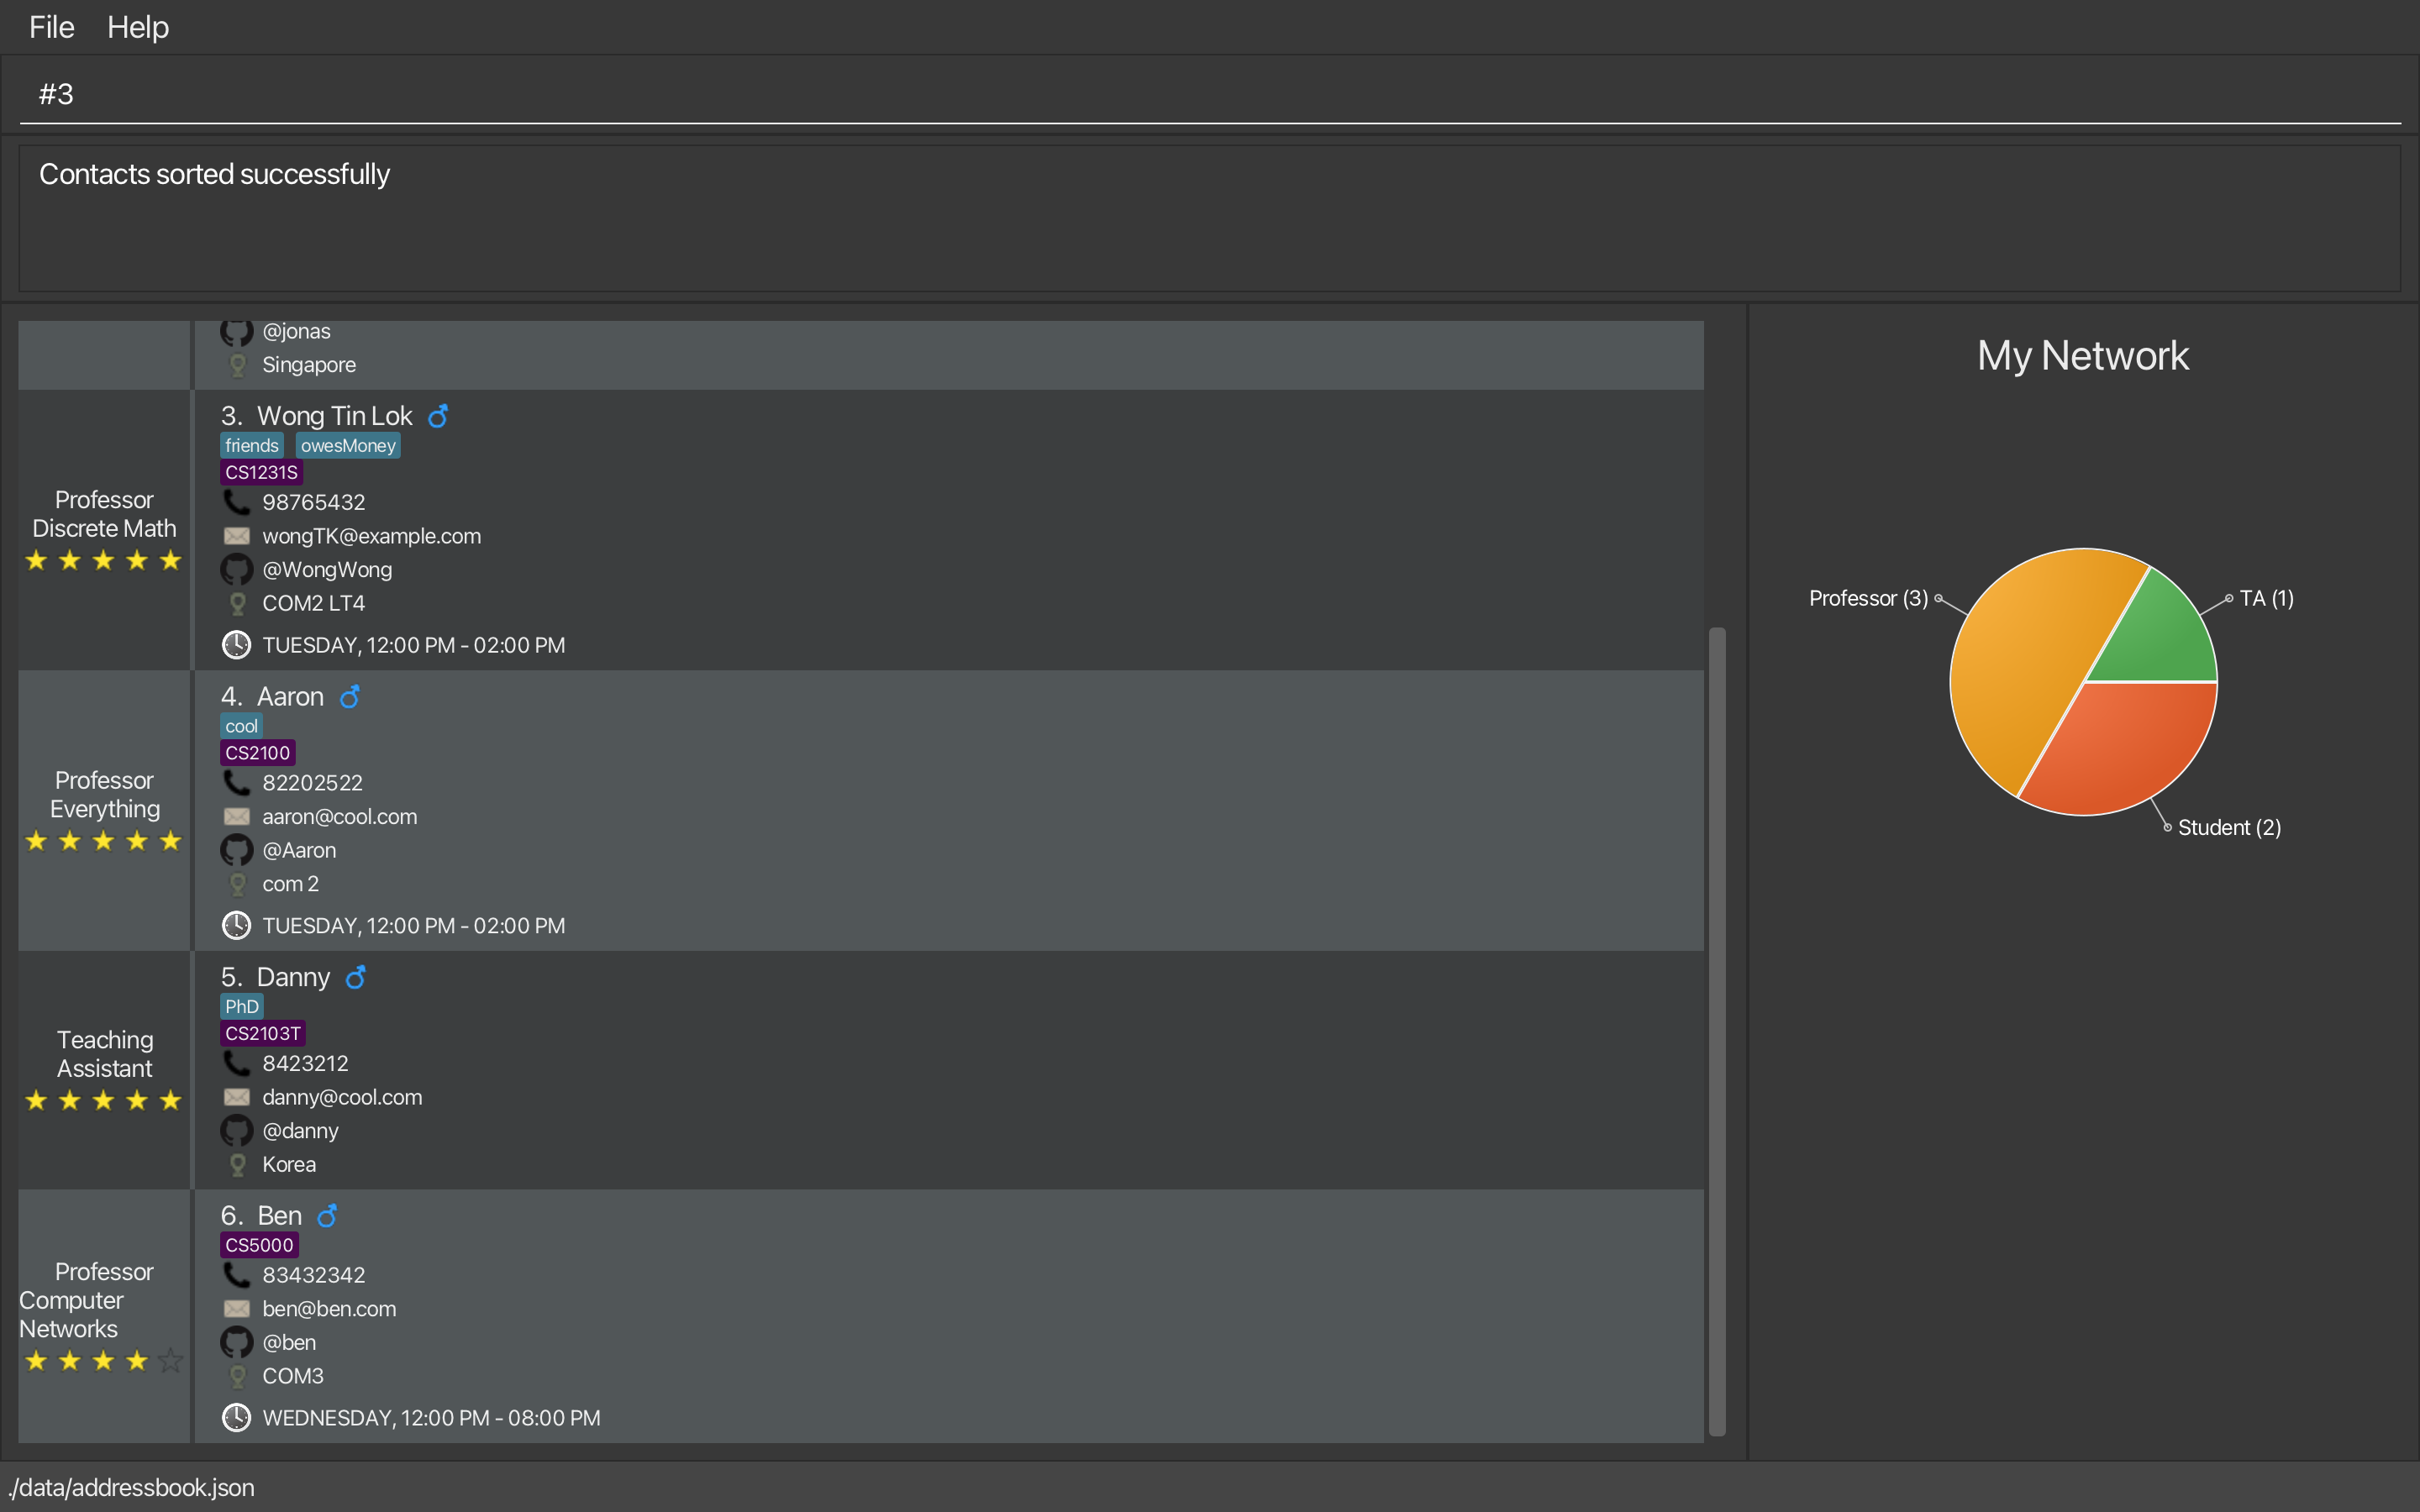 File Help
#3
Contacts sorted successfully
@jonas
Singapore
Professor
Discrete Math
3. Wong Tin Lok
friends owesMoney
CS1231S
98765432
wongTK@example.com
@WongWong
COM2 LT4
TUESDAY, 12:00 PM - 02:00 PM
Professor
Everything
4. Aaron
cool
CS2100
82202522
aaron@cool.com
@Aaron
com 2
TUESDAY, 12:00 PM - 02:00 PM
Teaching
Assistant
5. Danny
PhD
CS2103T
8423212
danny@cool.com
@danny
Korea
Professor
Computer
Networks
6. Ben
CS5000
83432342
ben@ben.com
@ben
COM3
WEDNESDAY, 12:00 PM - 08:00 PM
My Network
Professor (3)
TA (1)
Student (2)
./data/addressbook.json